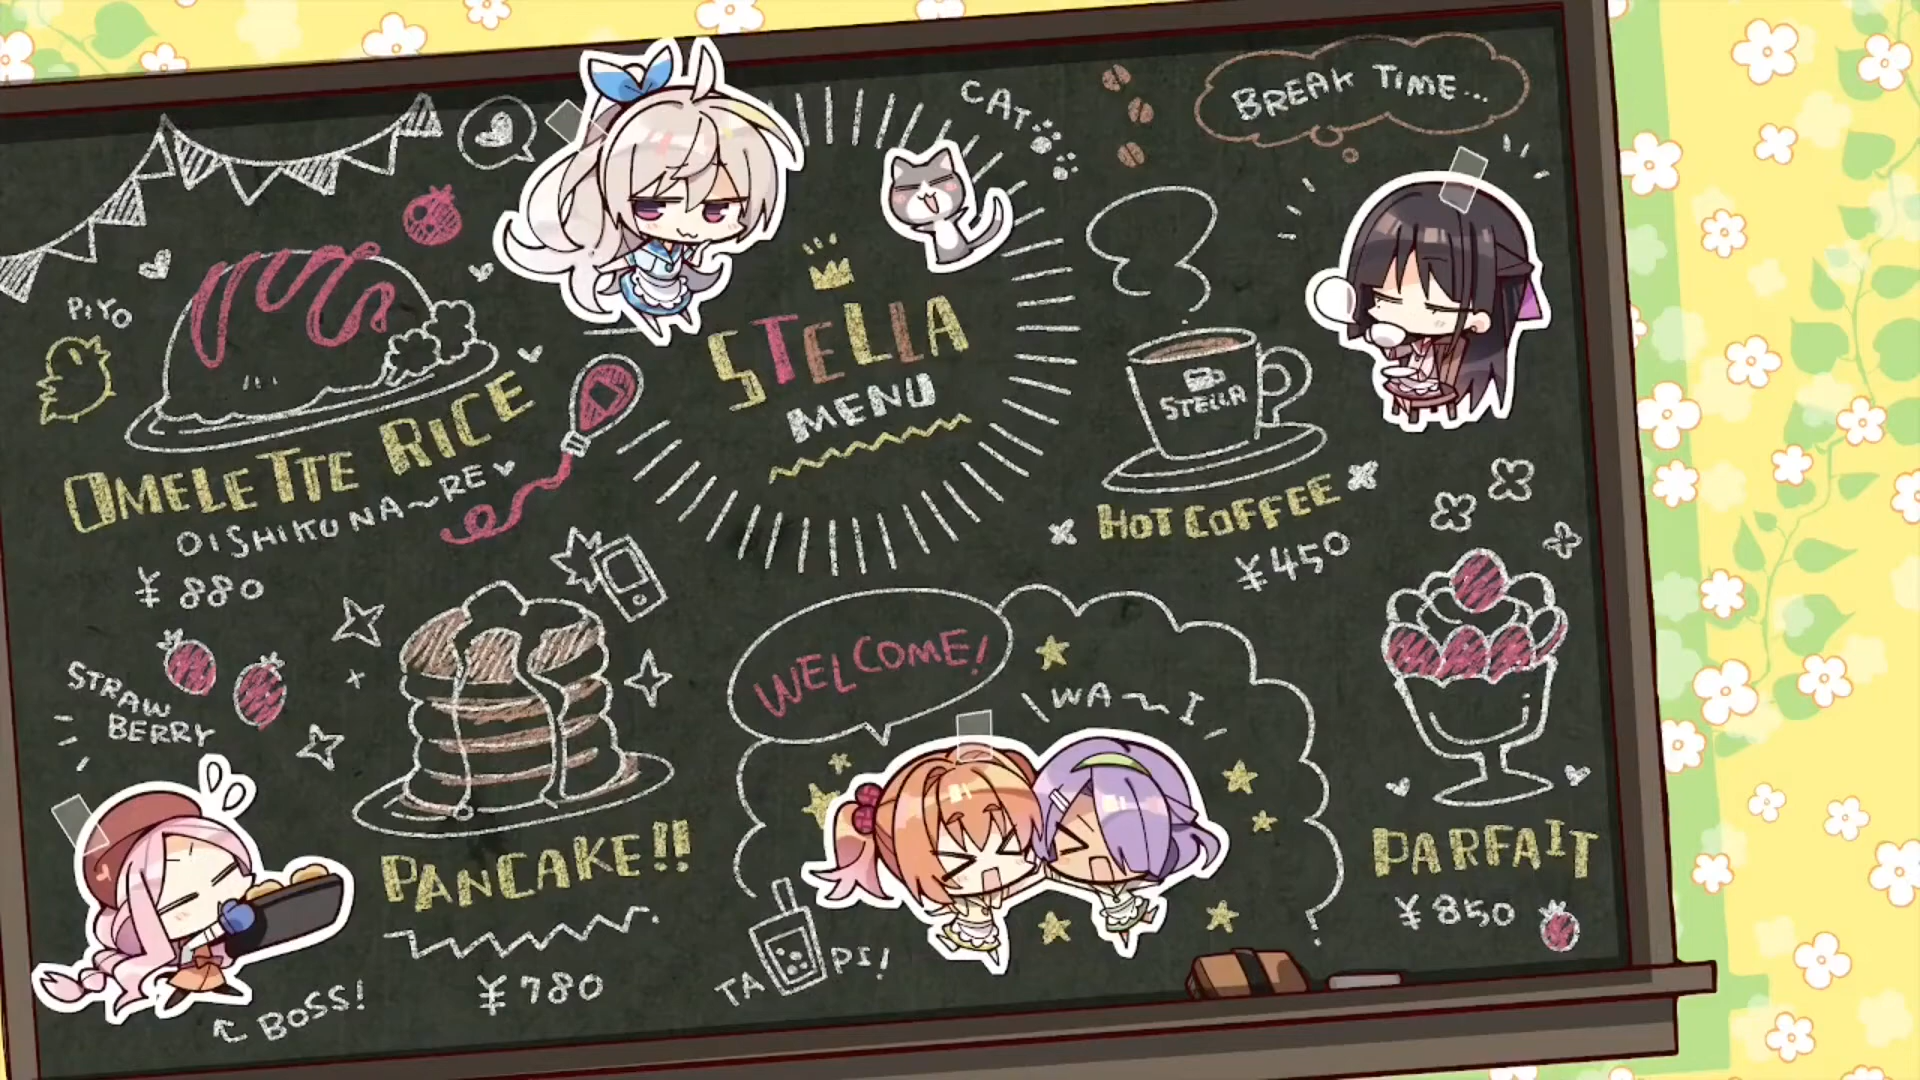 STELLA
MENU
CAT
BREAK TIME...
PIYO
OMELETTE RICE
OISHIKUNA~RE♥
¥880
STELLA
HOT COFFEE
¥450
STRAW
BERRY
PANCAKE!!
¥780
BOSS!
WELCOME!
\WA~I
TA PI!
PARFAIT
¥850